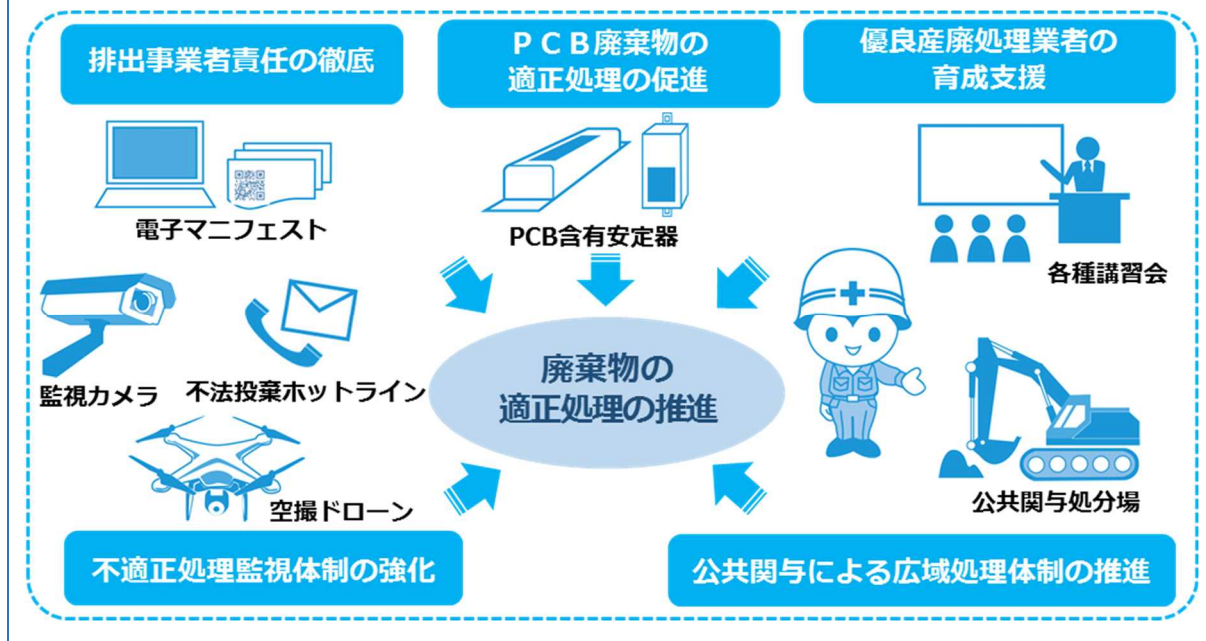 排出事業者責任の徹底
ＰＣＢ廃棄物の
適正処理の促進
優良産廃処理業者の
育成支援
電子マニフェスト
PCB含有安定器
各種講習会
監視カメラ
不法投棄ホットライン
廃棄物の
適正処理の推進
空撮ドローン
公共関与処分場
不適正処理監視体制の強化
公共関与による広域処理体制の推進